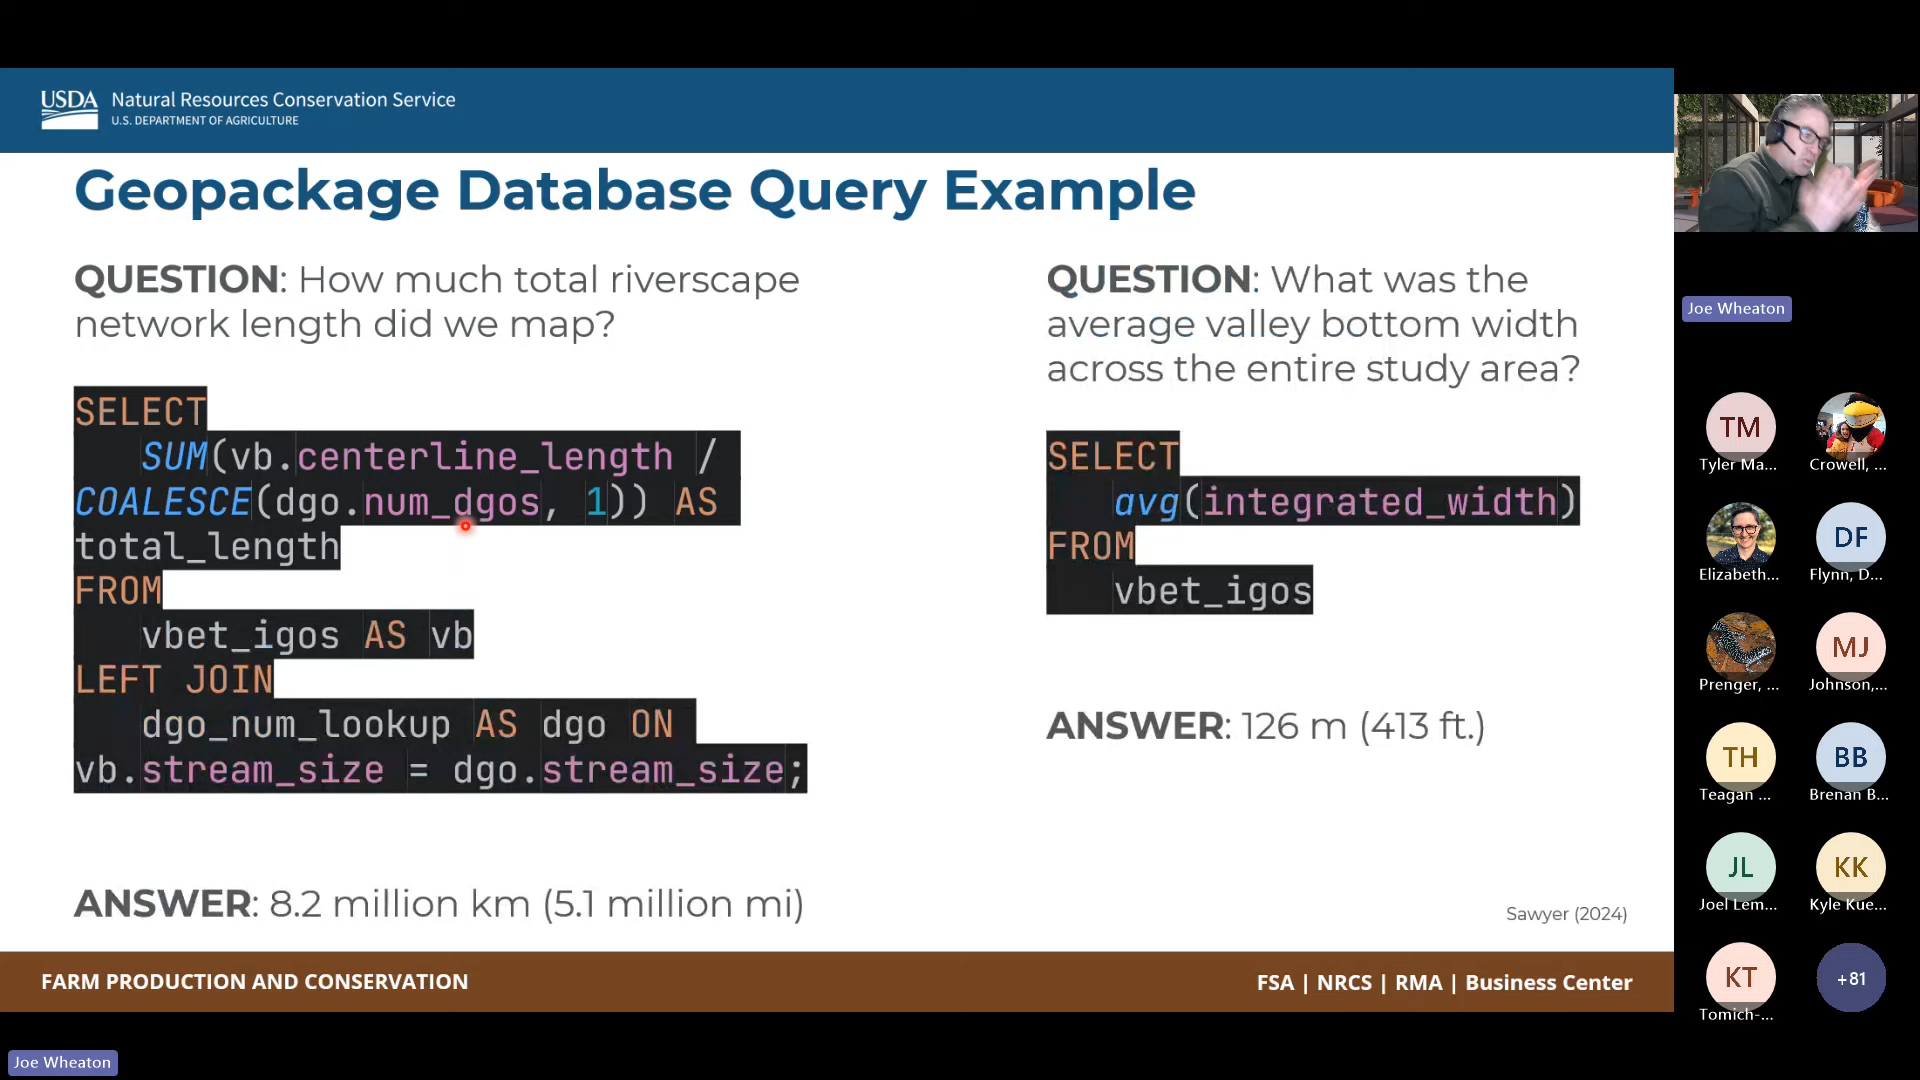 USDA Natural Resources Conservation Service
U.S. DEPARTMENT OF AGRICULTURE
Geopackage Database Query Example
QUESTION: How much total riverscape
network length did we map?
SELECT
SUM(vb.centerline_length /
COALESCE(dgo.num_dgos, 1)) AS
total_length
FROM
vbet_igos AS vb
LEFT JOIN
dgo_num_lookup AS dgo ON
vb.stream_size = dgo.stream_size;
ANSWER: 8.2 million km (5.1 million mi)
QUESTION: What was the
average valley bottom width
across the entire study area?
SELECT
avg(integrated_width)
FROM
vbet_igos
ANSWER: 126 m (413 ft.)
Sawyer (2024)
FARM PRODUCTION AND CONSERVATION
FSA | NRCS | RMA | Business Center
Joe Wheaton
Joe Wheaton
TM
Tyler Ma...
Crowell, ...
Elizabeth...
DF
Flynn, D...
Prenger, ...
MJ
Johnson,...
TH
Teagan ...
BB
Brenan B...
JL
Joel Lem...
KK
Kyle Kue...
KT
Tomich-...
+81